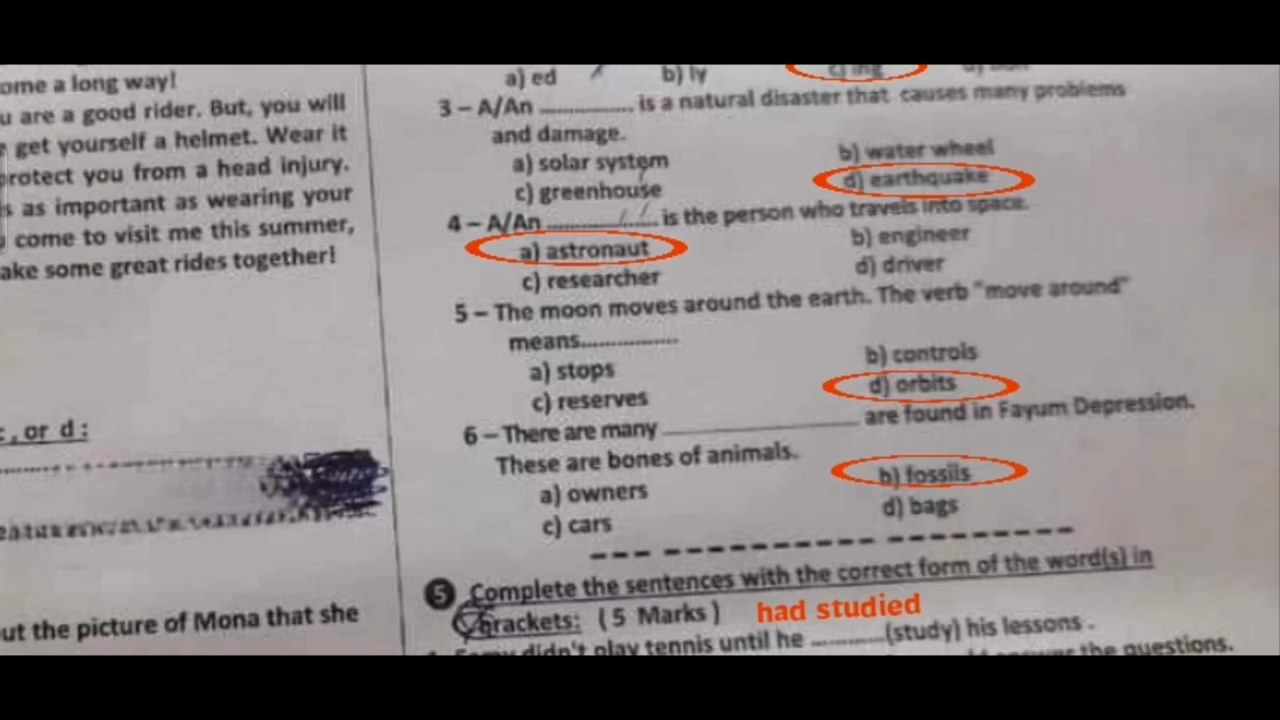 ome a long way!
u are a good rider. But, you will
get yourself a helmet. Wear it
rotect you from a head injury.
s as important as wearing your
come to visit me this summer,
ake some great rides together!
, or d :
ut the picture of Mona that she
a) ed b) ly c) ing
3 – A/An ................ is a natural disaster that causes many problems
and damage.
a) solar system b) water wheel
c) greenhouse d) earthquake
4 – A/An ................ is the person who travels into space.
a) astronaut b) engineer
c) researcher d) driver
5 – The moon moves around the earth. The verb "move around"
means.................
a) stops b) controls
c) reserves d) orbits
6 – There are many ______________ are found in Fayum Depression.
These are bones of animals.
a) owners b) fossils
c) cars d) bags
5 Complete the sentences with the correct form of the word(s) in
brackets: ( 5 Marks ) had studied
didn't play tennis until he ............(study) his lessons .
answer the questions.